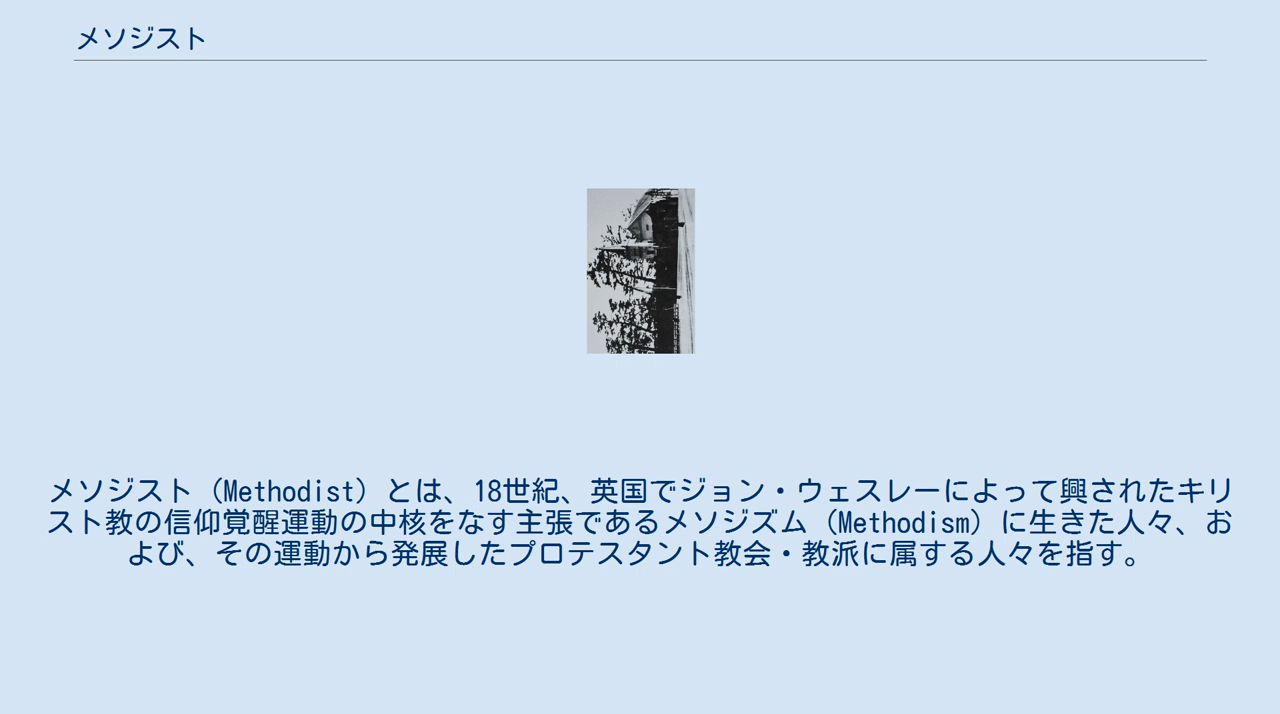 メソジスト
メソジスト（Methodist）とは、18世紀、英国でジョン・ウェスレーによって興されたキリ
スト教の信仰覚醒運動の中核をなす主張であるメソジズム（Methodism）に生きた人々、お
よび、その運動から発展したプロテスタント教会・教派に属する人々を指す。